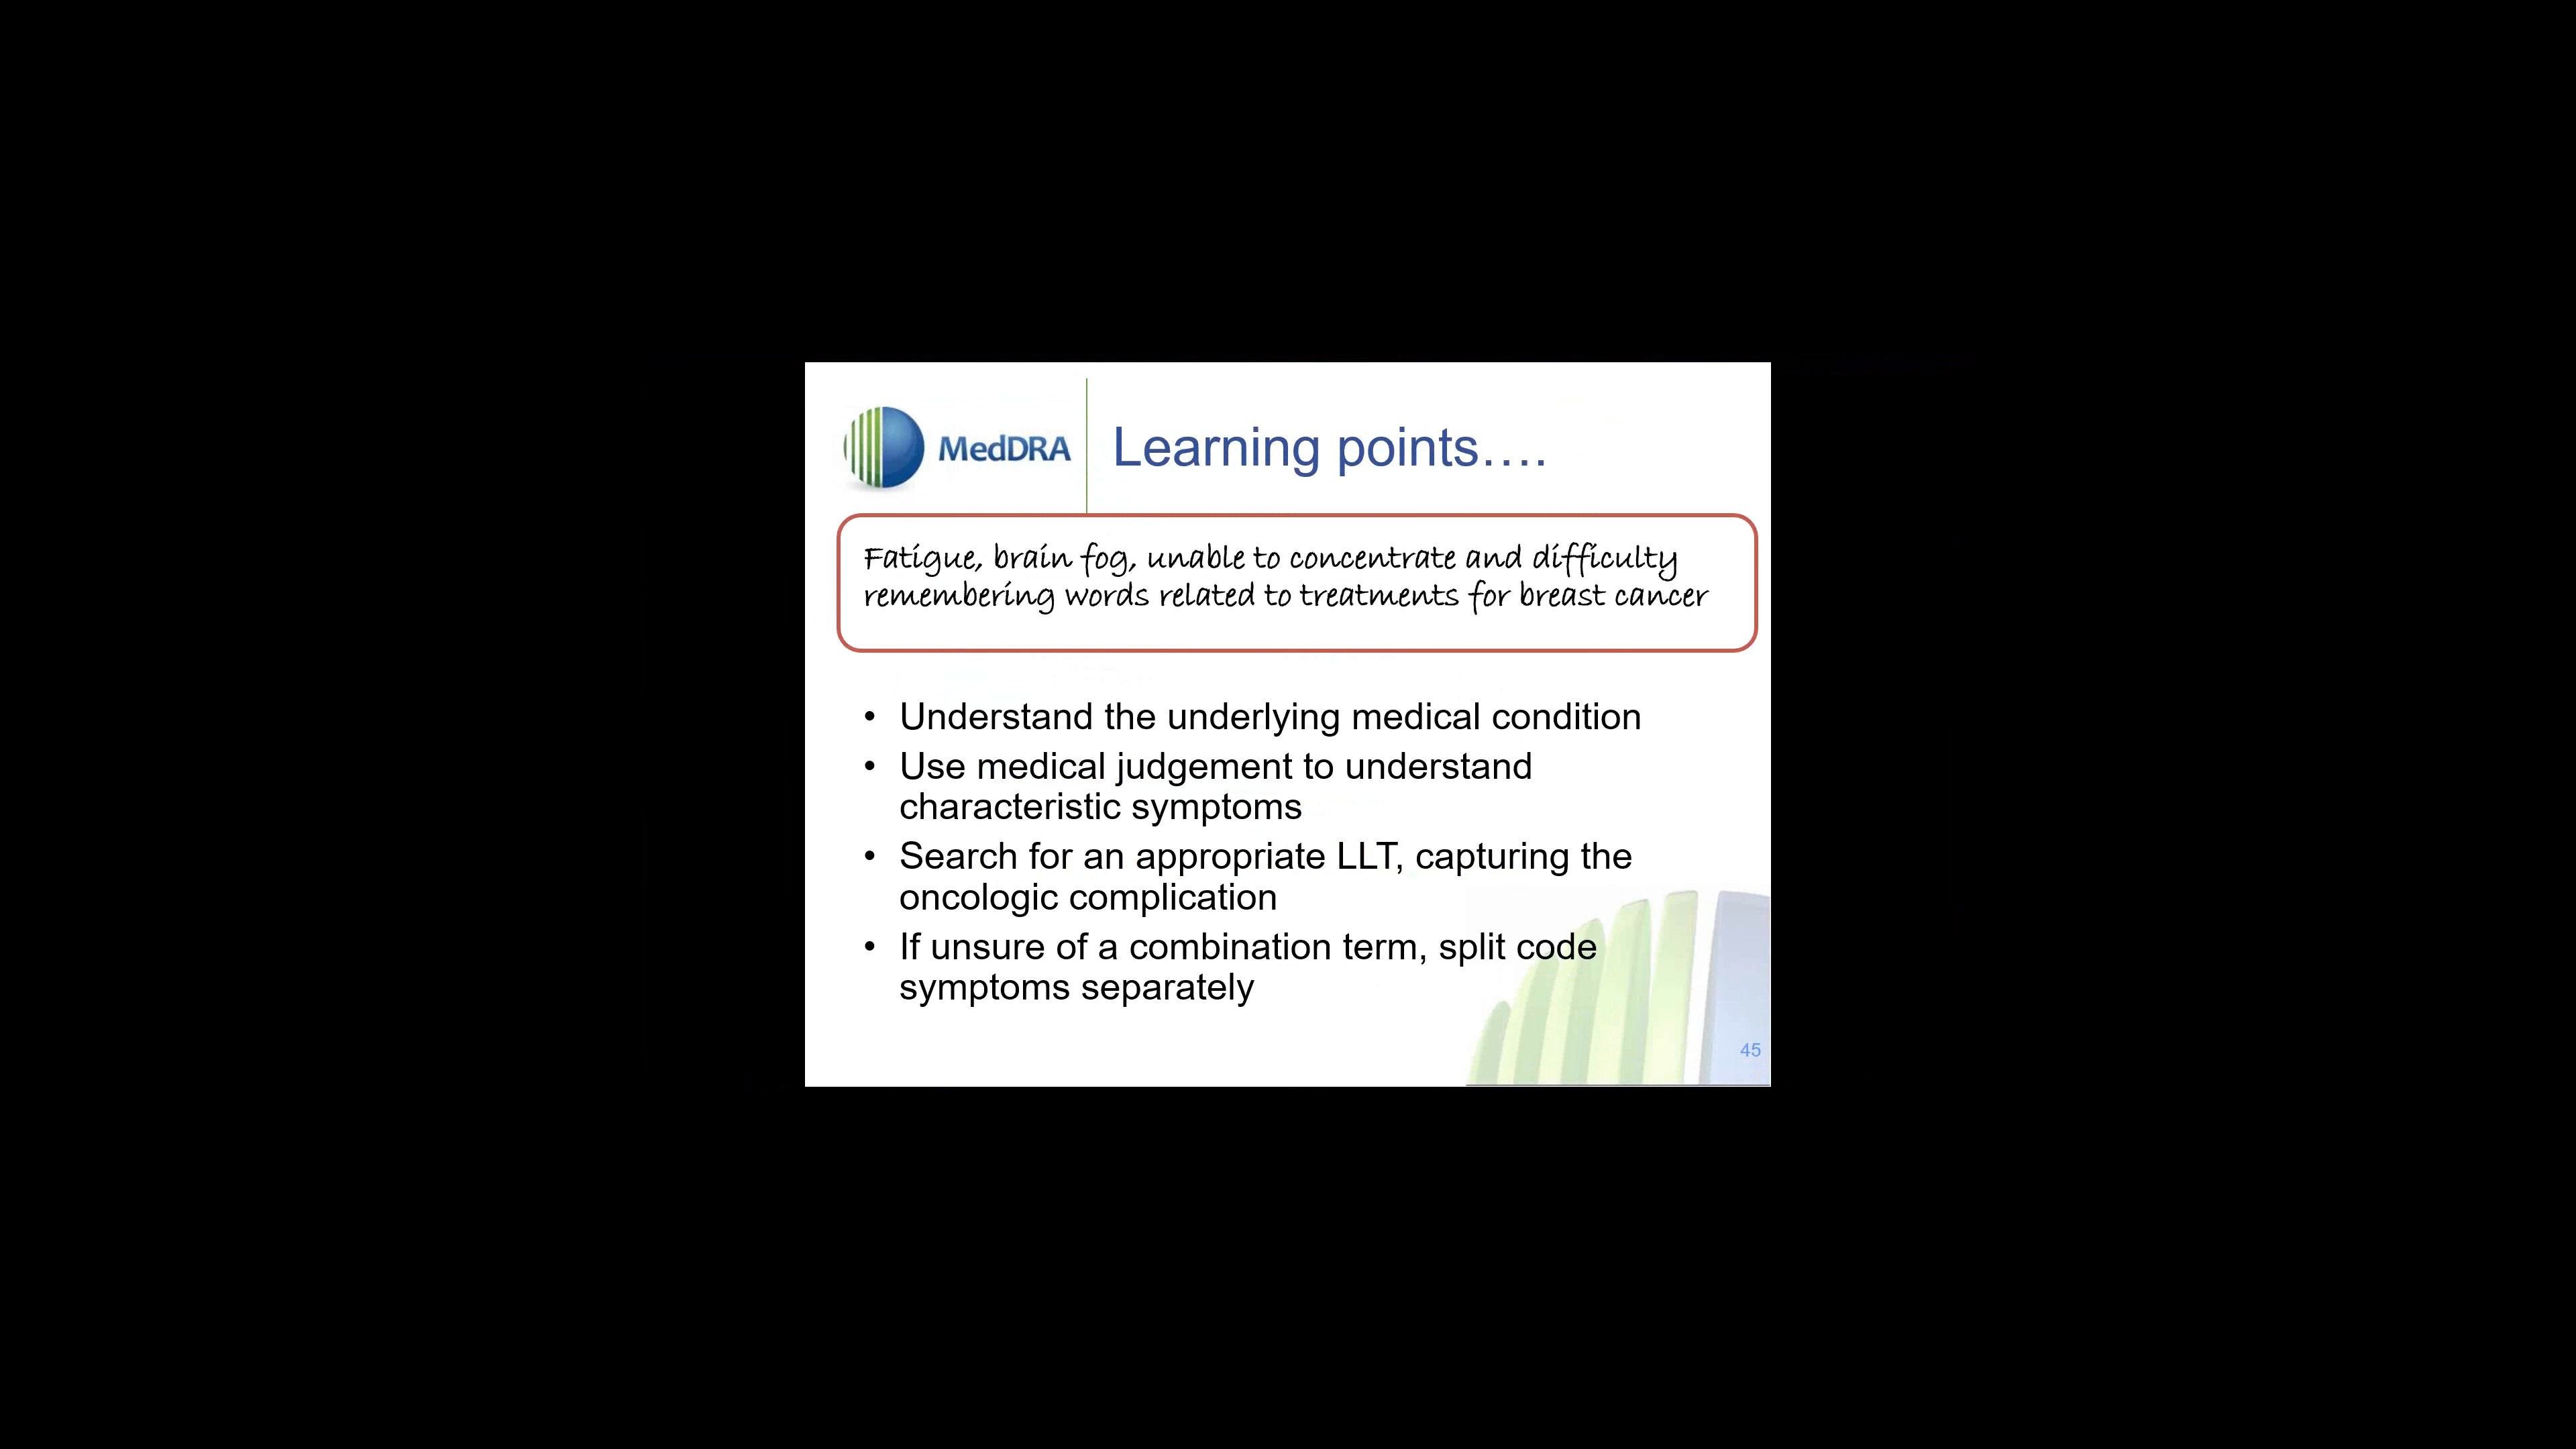 MedDRA
Learning points….
Fatigue, brain fog, unable to concentrate and difficulty
remembering words related to treatments for breast cancer
• Understand the underlying medical condition
• Use medical judgement to understand
characteristic symptoms
• Search for an appropriate LLT, capturing the
oncologic complication
• If unsure of a combination term, split code
symptoms separately
45